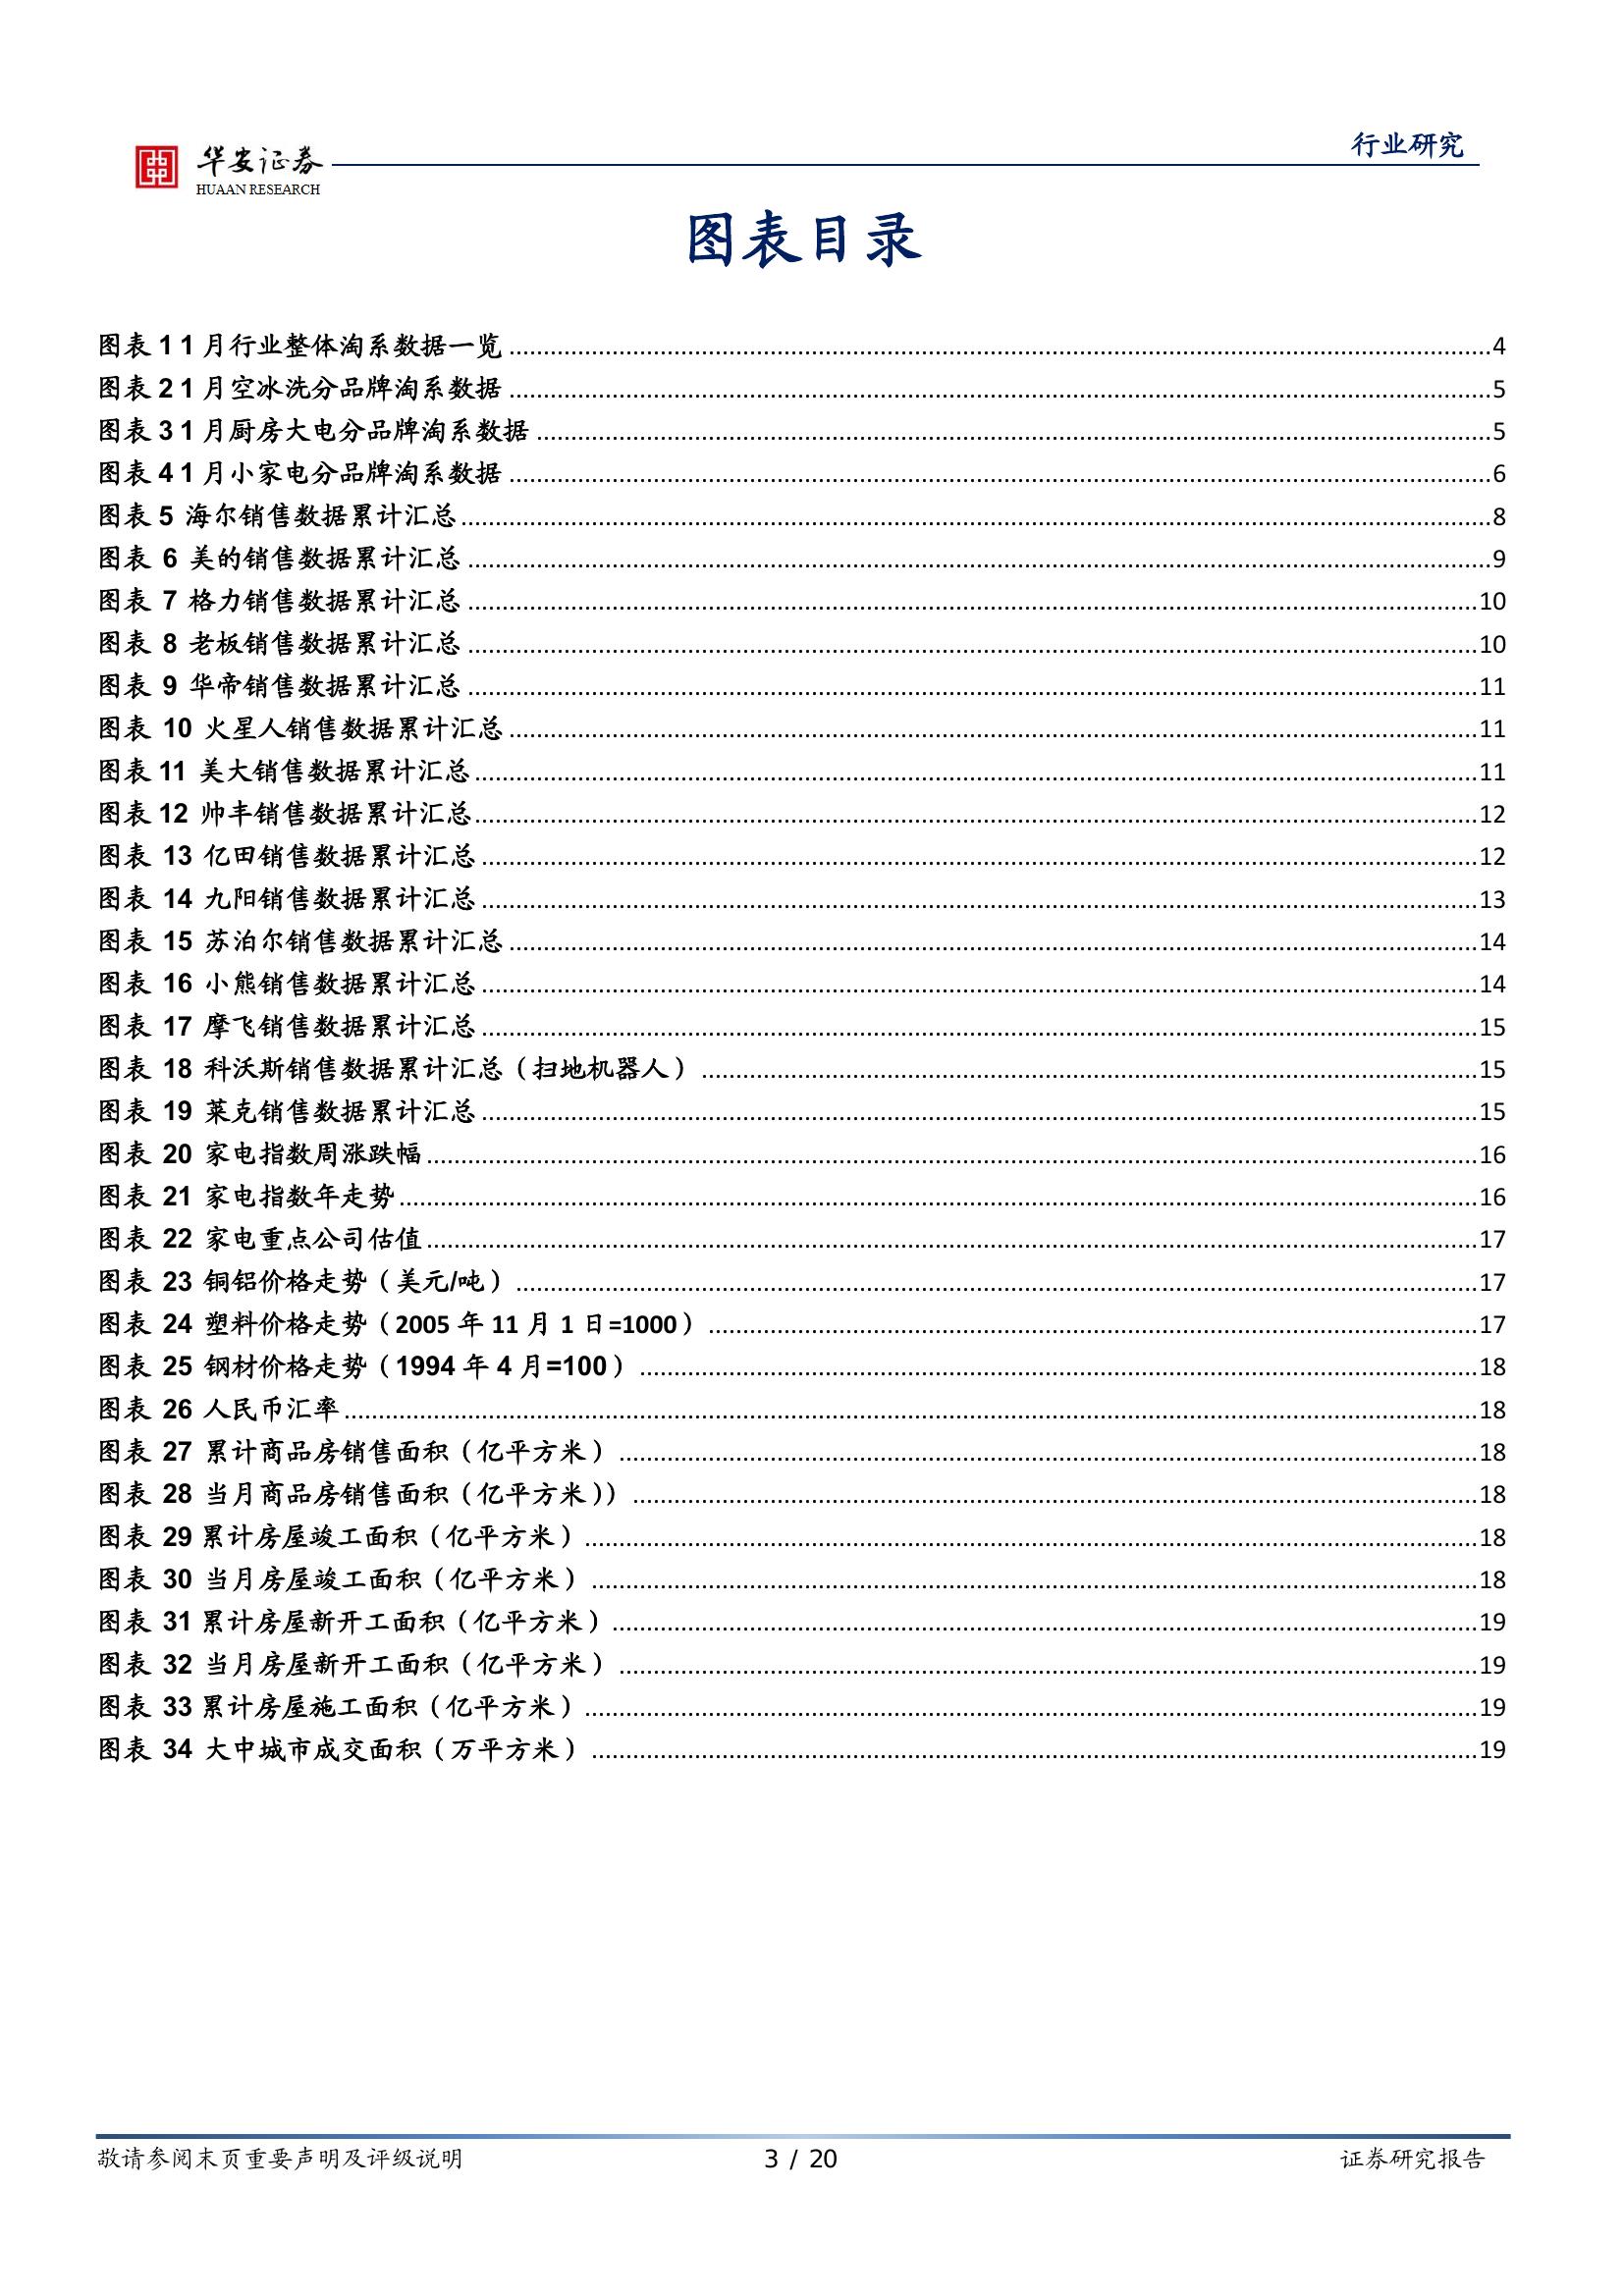 华安证券
HUAAN RESEARCH
行业研究
图表目录
图表 1 1 月行业整体淘系数据一览 4
图表 2 1 月空冰洗分品牌淘系数据 5
图表 3 1 月厨房大电分品牌淘系数据 5
图表 4 1 月小家电分品牌淘系数据 6
图表 5 海尔销售数据累计汇总 8
图表 6 美的销售数据累计汇总 9
图表 7 格力销售数据累计汇总 10
图表 8 老板销售数据累计汇总 10
图表 9 华帝销售数据累计汇总 11
图表 10 火星人销售数据累计汇总 11
图表 11 美大销售数据累计汇总 11
图表 12 帅丰销售数据累计汇总 12
图表 13 亿田销售数据累计汇总 12
图表 14 九阳销售数据累计汇总 13
图表 15 苏泊尔销售数据累计汇总 14
图表 16 小熊销售数据累计汇总 14
图表 17 摩飞销售数据累计汇总 15
图表 18 科沃斯销售数据累计汇总（扫地机器人） 15
图表 19 莱克销售数据累计汇总 15
图表 20 家电指数周涨跌幅 16
图表 21 家电指数年走势 16
图表 22 家电重点公司估值 17
图表 23 铜铝价格走势（美元/吨） 17
图表 24 塑料价格走势（2005 年 11 月 1 日=1000） 17
图表 25 钢材价格走势（1994 年 4 月=100） 18
图表 26 人民币汇率 18
图表 27 累计商品房销售面积（亿平方米） 18
图表 28 当月商品房销售面积（亿平方米）） 18
图表 29 累计房屋竣工面积（亿平方米） 18
图表 30 当月房屋竣工面积（亿平方米） 18
图表 31 累计房屋新开工面积（亿平方米） 19
图表 32 当月房屋新开工面积（亿平方米） 19
图表 33 累计房屋施工面积（亿平方米） 19
图表 34 大中城市成交面积（万平方米） 19
敬请参阅末页重要声明及评级说明
3 / 20
证券研究报告